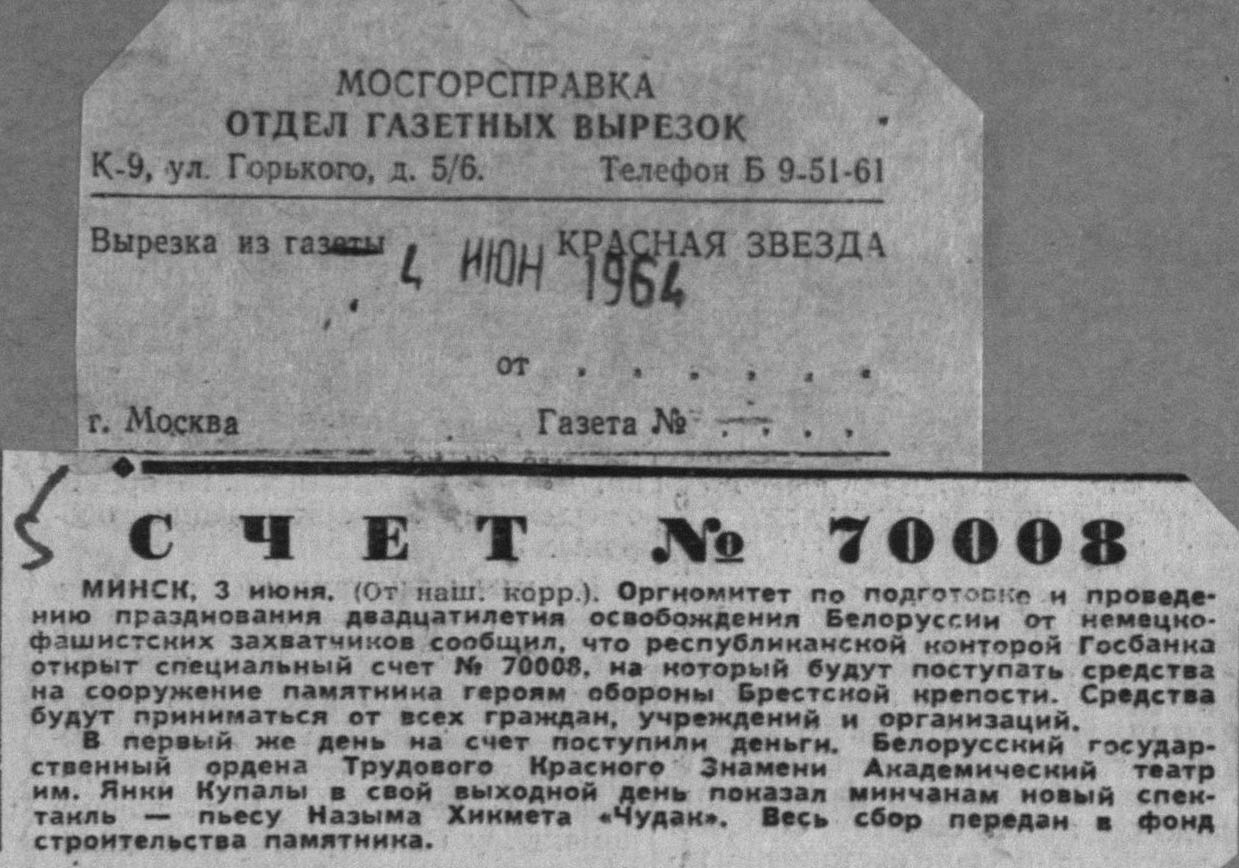 МОСГОРСПРАВКА
ОТДЕЛ ГАЗЕТНЫХ ВЫРЕЗОК
К-9, ул. Горького, д. 5/6. Телефон Б 9-51-61
Вырезка из газеты КРАСНАЯ ЗВЕЗДА
4 ИЮН 1964
от . . . . . .
г. Москва Газета № . . . .
5
СЧЕТ № 70008
МИНСК, 3 июня. (От наш. корр.). Оргкомитет по подготовке и проведе-
нию празднования двадцатилетия освобождения Белоруссии от немецко-
фашистских захватчиков сообщил, что республиканской конторой Госбанка
открыт специальный счет № 70008, на который будут поступать средства
на сооружение памятника героям обороны Брестской крепости. Средства
будут приниматься от всех граждан, учреждений и организаций.
В первый же день на счет поступили деньги. Белорусский государ-
ственный ордена Трудового Красного Знамени Академический театр
им. Янки Купалы в свой выходной день показал минчанам новый спек-
такль — пьесу Назыма Хикмета «Чудак». Весь сбор передан в фонд
строительства памятника.